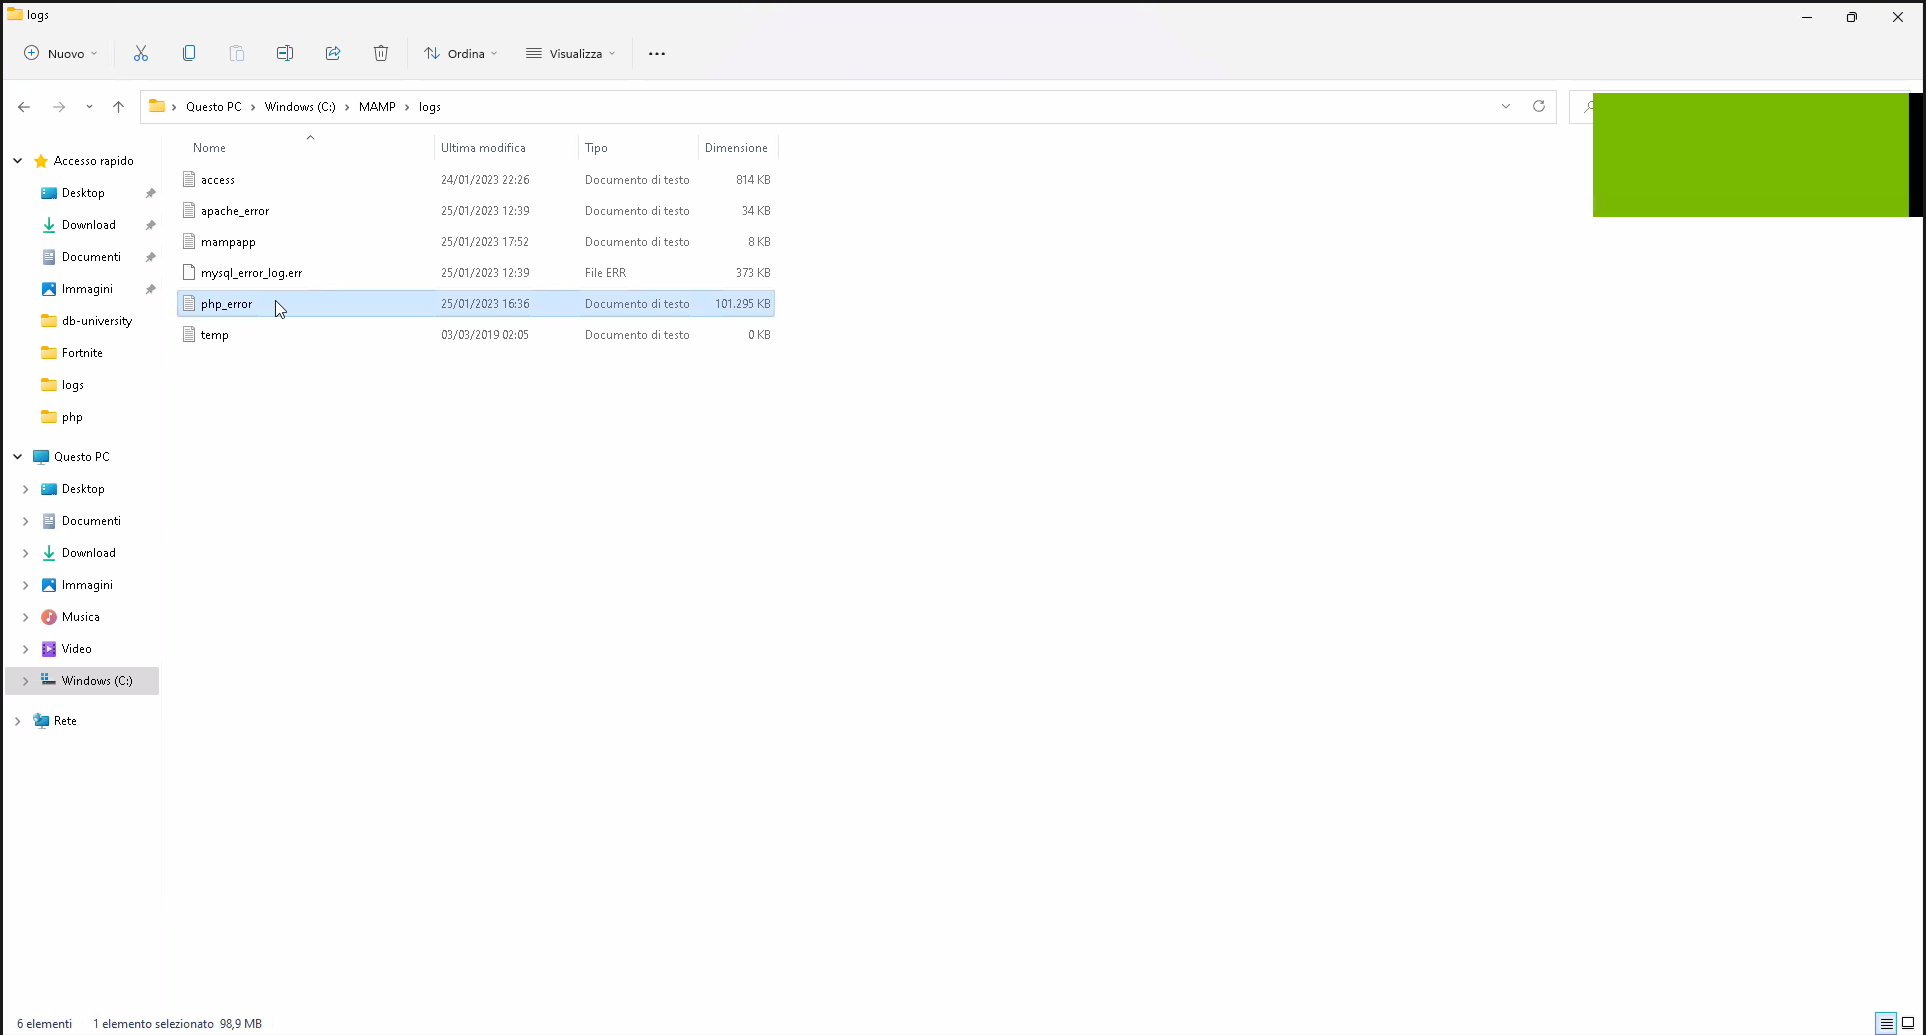 logs
Nuovo
Ordina
Visualizza
Questo PC
Windows (C:)
MAMP
logs
Nome
Ultima modifica
Tipo
Dimensione
access 24/01/2023 22:26 Documento di testo 814 KB
apache_error 25/01/2023 12:39 Documento di testo 34 KB
mampapp 25/01/2023 17:52 Documento di testo 8 KB
mysql_error_log.err 25/01/2023 12:39 File ERR 373 KB
php_error 25/01/2023 16:36 Documento di testo 101.295 KB
temp 03/03/2019 02:05 Documento di testo 0 KB
Accesso rapido
Desktop
Download
Documenti
Immagini
db-university
Fortnite
logs
php
Questo PC
Desktop
Documenti
Download
Immagini
Musica
Video
Windows (C:)
Rete
6 elementi
1 elemento selezionato 98,9 MB